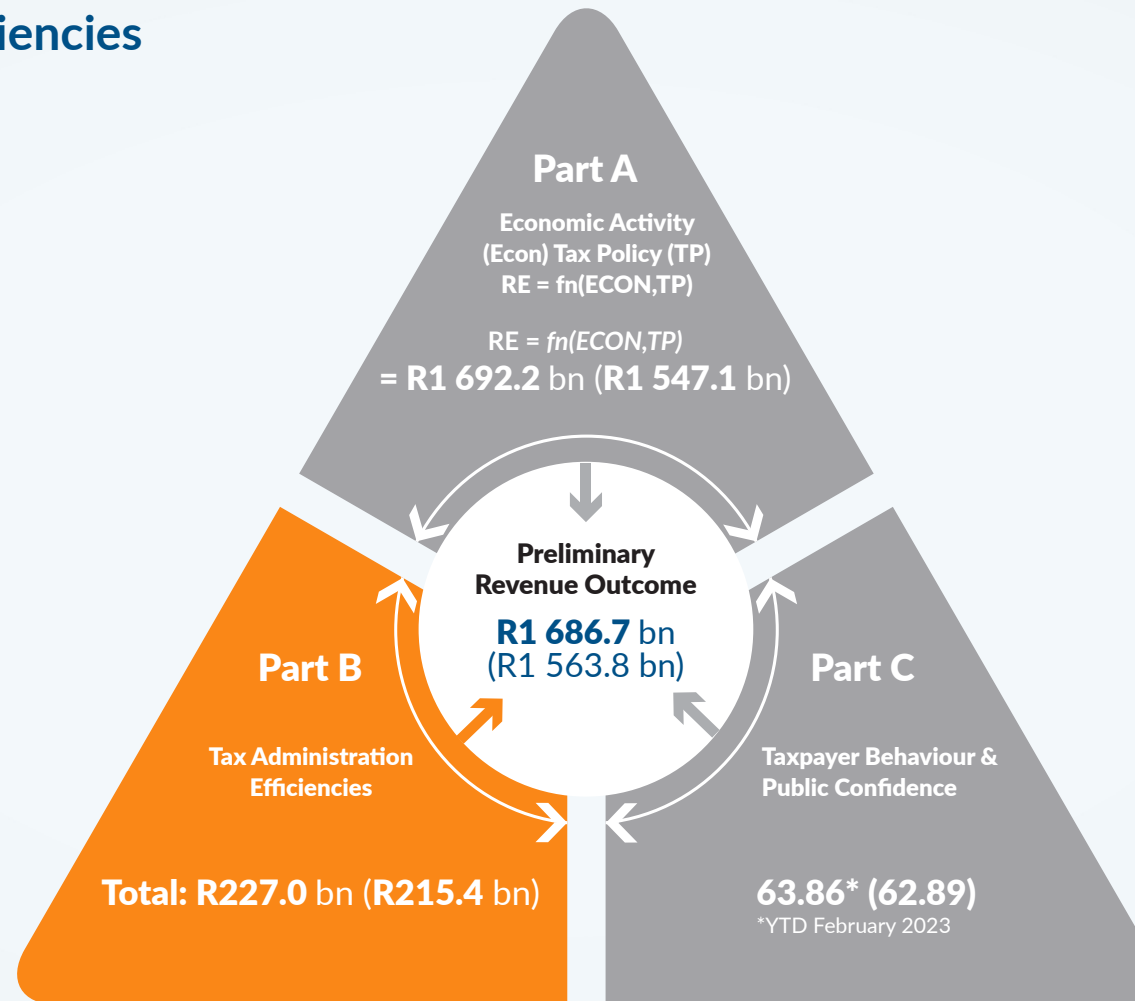 iencies
Part A
Economic Activity
(Econ) Tax Policy (TP)
RE = fn(ECON,TP)
RE = fn(ECON,TP)
= R1 692.2 bn (R1 547.1 bn)
Preliminary
Revenue Outcome
R1 686.7 bn
(R1 563.8 bn)
Part B
Tax Administration
Efficiencies
Total: R227.0 bn (R215.4 bn)
Part C
Taxpayer Behaviour &
Public Confidence
63.86* (62.89)
*YTD February 2023